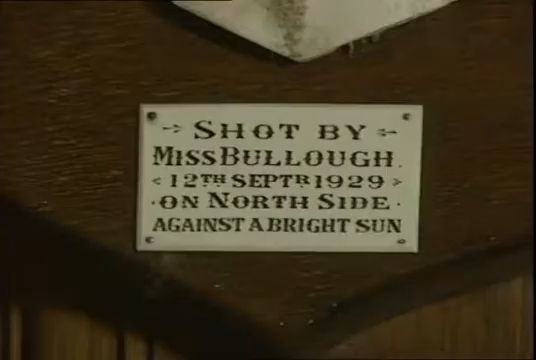 SHOT BY
MISS BULLOUGH.
12TH SEPTR 1929
ON NORTH SIDE
AGAINST A BRIGHT SUN